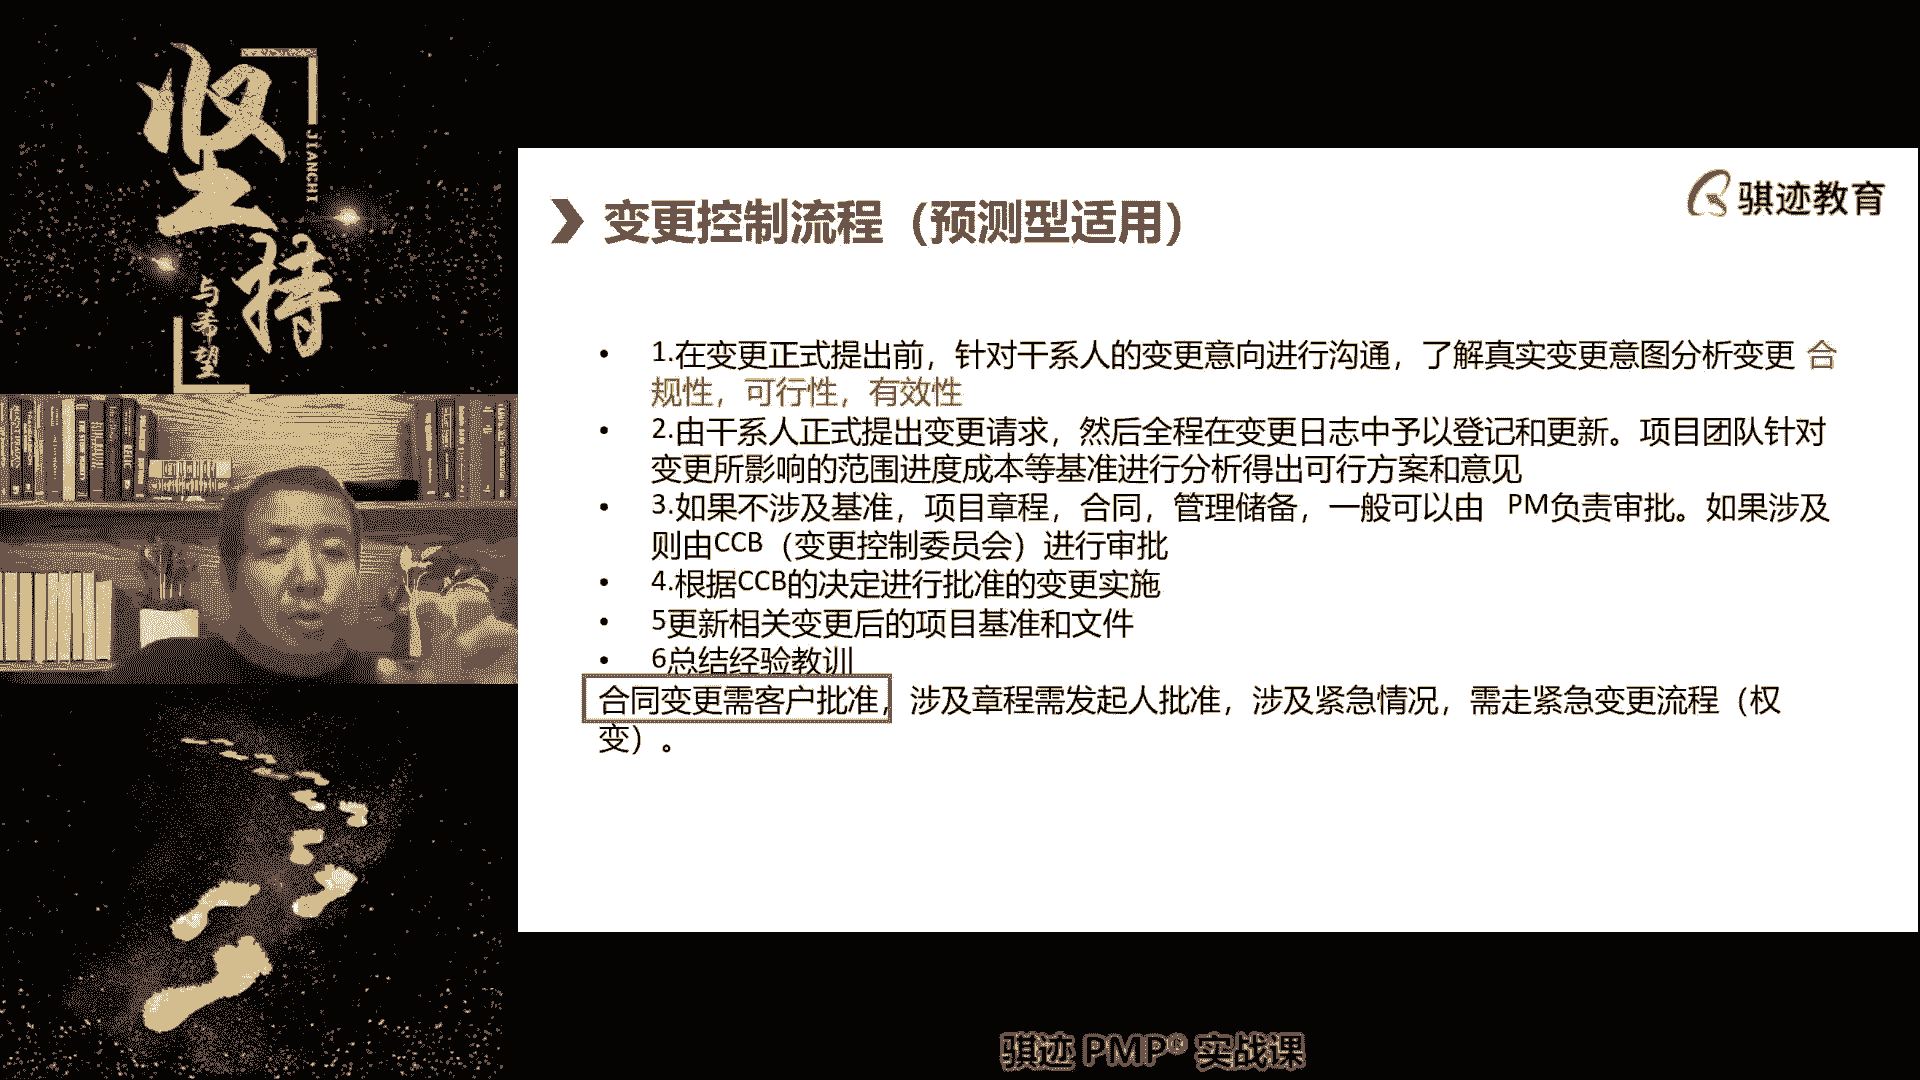 坚持
JIANCHI
与希望
骐迹教育
变更控制流程（预测型适用）
• 1.在变更正式提出前，针对干系人的变更意向进行沟通，了解真实变更意图分析变更 合
规性，可行性，有效性
• 2.由干系人正式提出变更请求，然后全程在变更日志中予以登记和更新。项目团队针对
变更所影响的范围进度成本等基准进行分析得出可行方案和意见
• 3.如果不涉及基准，项目章程，合同，管理储备，一般可以由 PM负责审批。如果涉及
则由CCB（变更控制委员会）进行审批
• 4.根据CCB的决定进行批准的变更实施
• 5更新相关变更后的项目基准和文件
• 6总结经验教训
合同变更需客户批准，涉及章程需发起人批准，涉及紧急情况，需走紧急变更流程（权
变）。
骐迹 PMP® 实战课